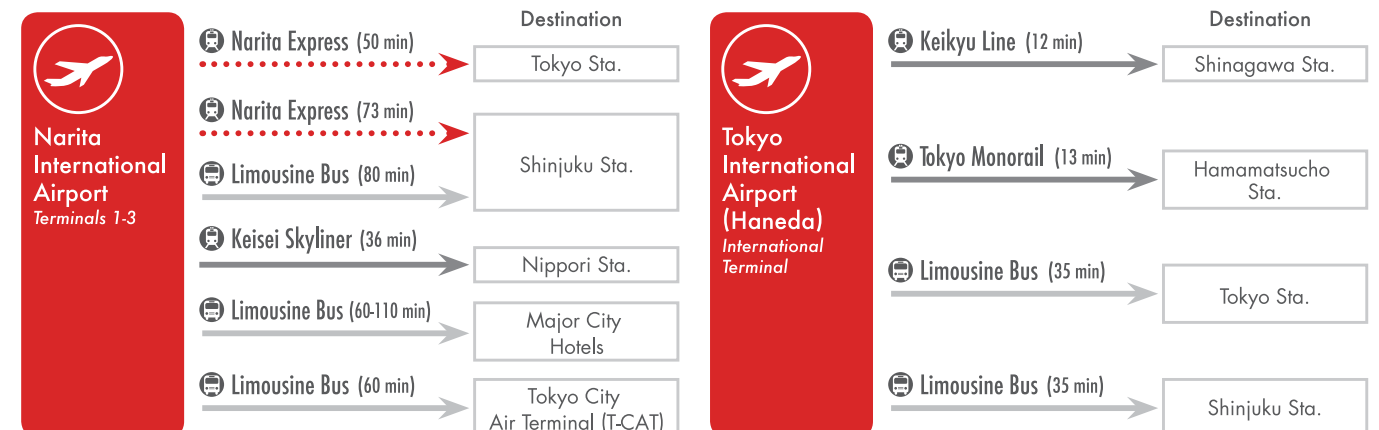 Destination
Narita
International
Airport
Terminals 1-3
Narita Express (50 min)
Tokyo Sta.
Narita Express (73 min)
Limousine Bus (80 min)
Shinjuku Sta.
Keisei Skyliner (36 min)
Nippori Sta.
Limousine Bus (60-110 min)
Major City
Hotels
Limousine Bus (60 min)
Tokyo City
Air Terminal (T-CAT)
Destination
Tokyo
International
Airport
(Haneda)
International
Terminal
Keikyu Line (12 min)
Shinagawa Sta.
Tokyo Monorail (13 min)
Hamamatsucho
Sta.
Limousine Bus (35 min)
Tokyo Sta.
Limousine Bus (35 min)
Shinjuku Sta.